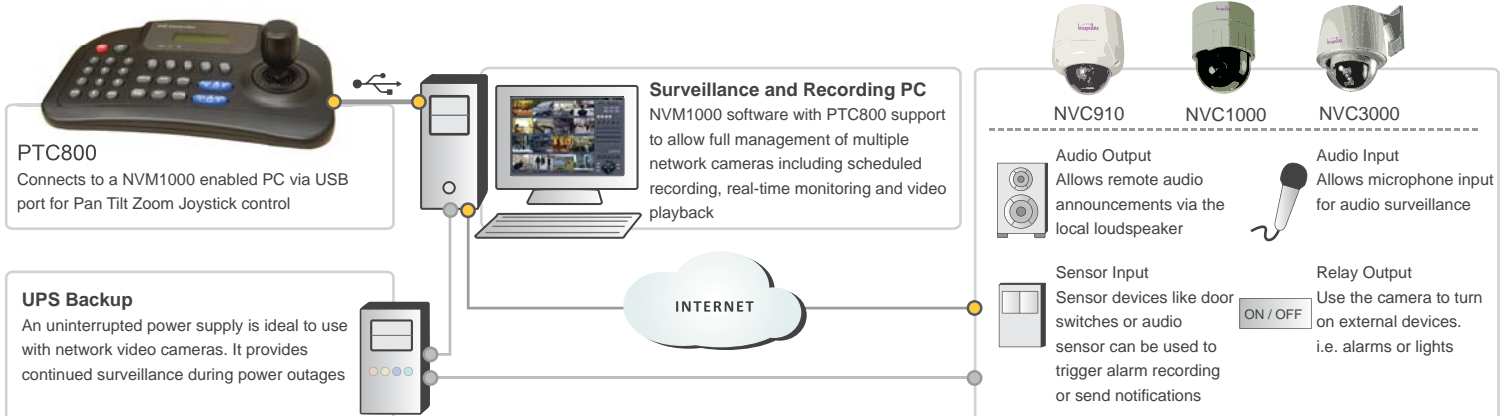 PTC800
Connects to a NVM1000 enabled PC via USB
port for Pan Tilt Zoom Joystick control
Surveillance and Recording PC
NVM1000 software with PTC800 support
to allow full management of multiple
network cameras including scheduled
recording, real-time monitoring and video
playback
UPS Backup
An uninterrupted power supply is ideal to use
with network video cameras. It provides
continued surveillance during power outages
INTERNET
NVC910
NVC1000
NVC3000
Audio Output
Allows remote audio
announcements via the
local loudspeaker
Audio Input
Allows microphone input
for audio surveillance
Sensor Input
Sensor devices like door
switches or audio
sensor can be used to
trigger alarm recording
or send notifications
ON / OFF
Relay Output
Use the camera to turn
on external devices.
i.e. alarms or lights